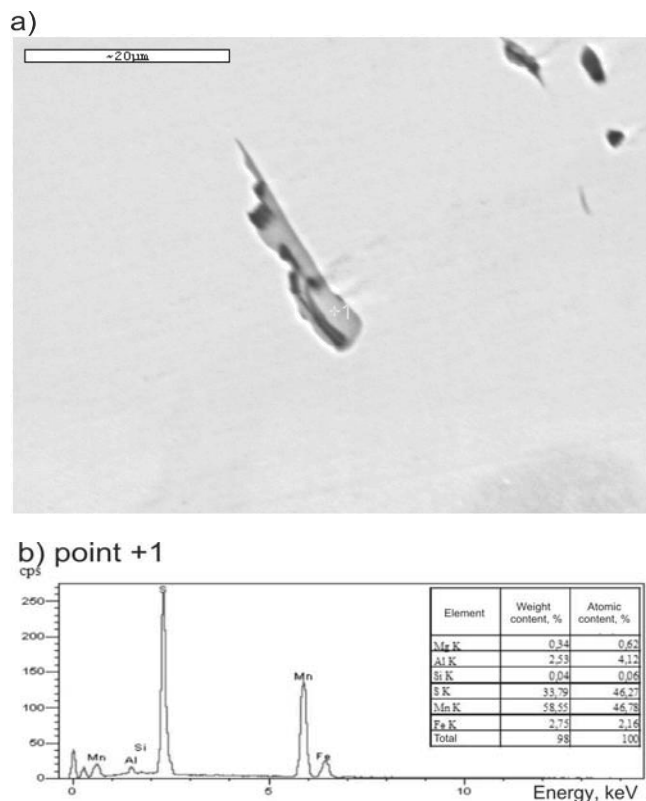 a)
~20µm
+1
b) point +1
cps
250
200
150
100
50
0
S
Mn
Mn
Al
Si
Fe
0
5
10
Energy, keV
Element Weight content, % Atomic content, %
Mg K 0,34 0,62
Al K 2,53 4,12
Si K 0,04 0,06
S K 33,79 46,27
Mn K 58,55 46,78
Fe K 2,75 2,16
Total 98 100